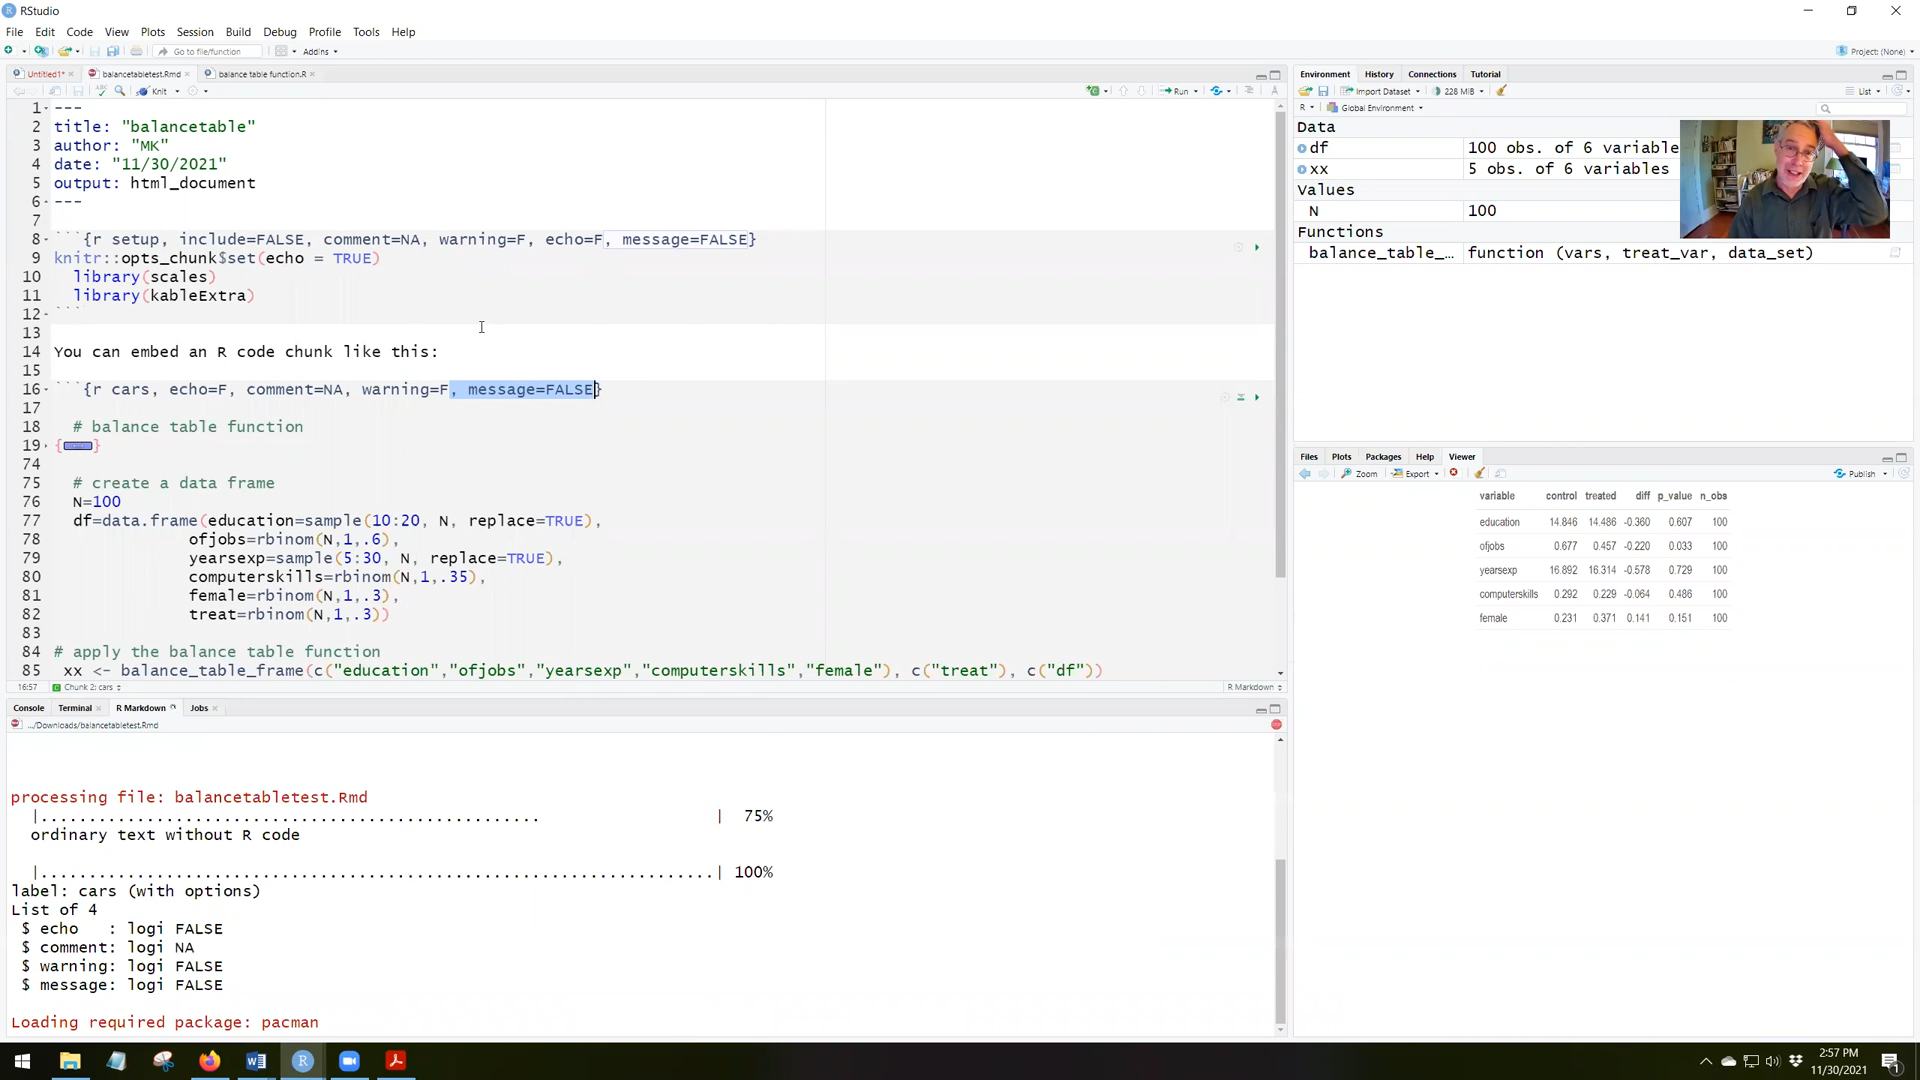 RStudio
File Edit Code View Plots Session Build Debug Profile Tools Help
Go to file/function Addins Project: (None)
Untitled1* balancetabletest.Rmd balance table function.R
Knit Run
1 ---
2 title: "balancetable"
3 author: "MK"
4 date: "11/30/2021"
5 output: html_document
6 ---
7
8 ```{r setup, include=FALSE, comment=NA, warning=F, echo=F, message=FALSE}
9 knitr::opts_chunk$set(echo = TRUE)
10 library(scales)
11 library(kableExtra)
12 ```
13
14 You can embed an R code chunk like this:
15
16 ```{r cars, echo=F, comment=NA, warning=F, message=FALSE}
17
18 # balance table function
19 { }
74
75 # create a data frame
76 N=100
77 df=data.frame(education=sample(10:20, N, replace=TRUE),
78 ofjobs=rbinom(N,1,.6),
79 yearsexp=sample(5:30, N, replace=TRUE),
80 computerskills=rbinom(N,1,.35),
81 female=rbinom(N,1,.3),
82 treat=rbinom(N,1,.3))
83
84 # apply the balance table function
85 xx <- balance_table_frame(c("education","ofjobs","yearsexp","computerskills","female"), c("treat"), c("df"))
16:57 Chunk 2: cars R Markdown
Console Terminal R Markdown Jobs
.../Downloads/balancetabletest.Rmd
processing file: balancetabletest.Rmd
|...................................................... | 75%
ordinary text without R code
|......................................................................| 100%
label: cars (with options)
List of 4
$ echo : logi FALSE
$ comment: logi NA
$ warning: logi FALSE
$ message: logi FALSE
Loading required package: pacman
Environment History Connections Tutorial
Import Dataset 228 MiB List
R Global Environment
Data
df 100 obs. of 6 variable
xx 5 obs. of 6 variables
Values
N 100
Functions
balance_table_… function (vars, treat_var, data_set)
Files Plots Packages Help Viewer
Zoom Export Publish
variable control treated diff p_value n_obs
education 14.846 14.486 -0.360 0.607 100
ofjobs 0.677 0.457 -0.220 0.033 100
yearsexp 16.892 16.314 -0.578 0.729 100
computerskills 0.292 0.229 -0.064 0.486 100
female 0.231 0.371 0.141 0.151 100
2:57 PM
11/30/2021